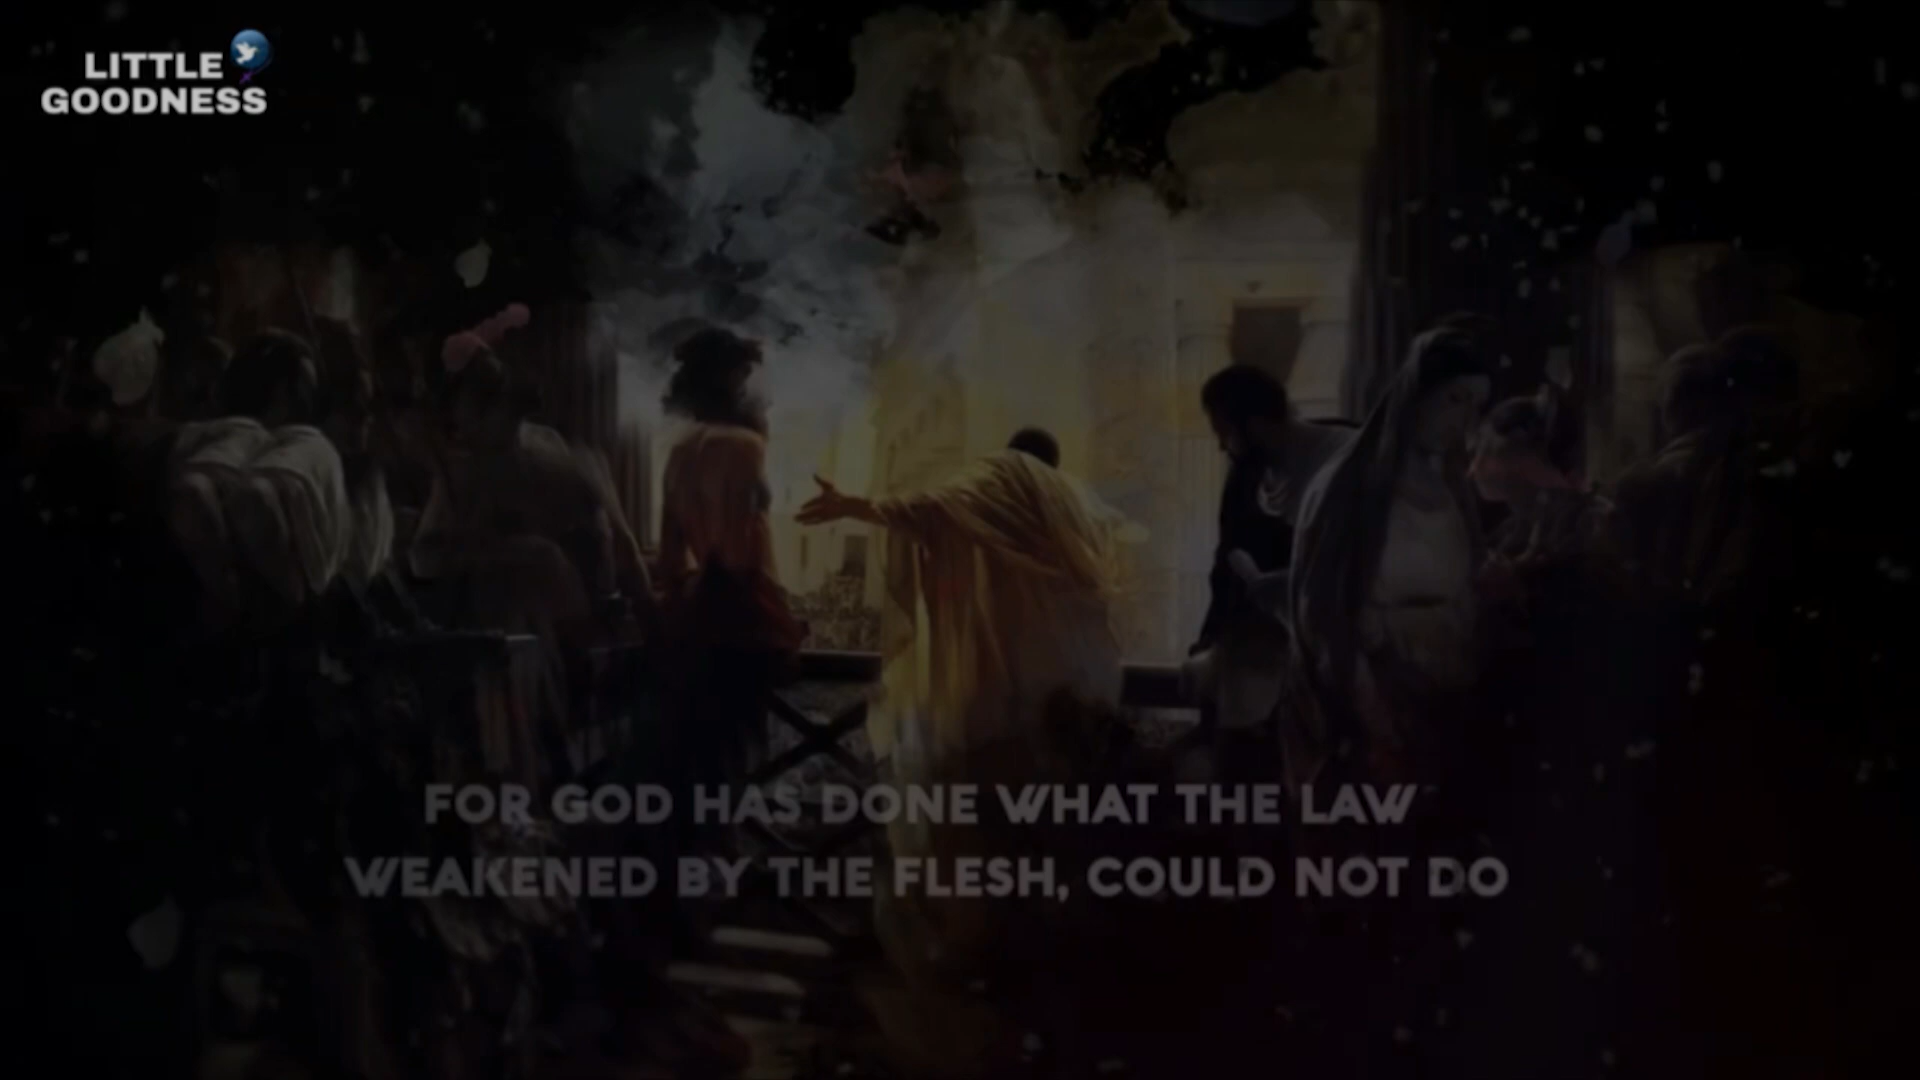 LITTLE
GOODNESS
FOR GOD HAS DONE WHAT THE LAW
WEAKENED BY THE FLESH, COULD NOT DO